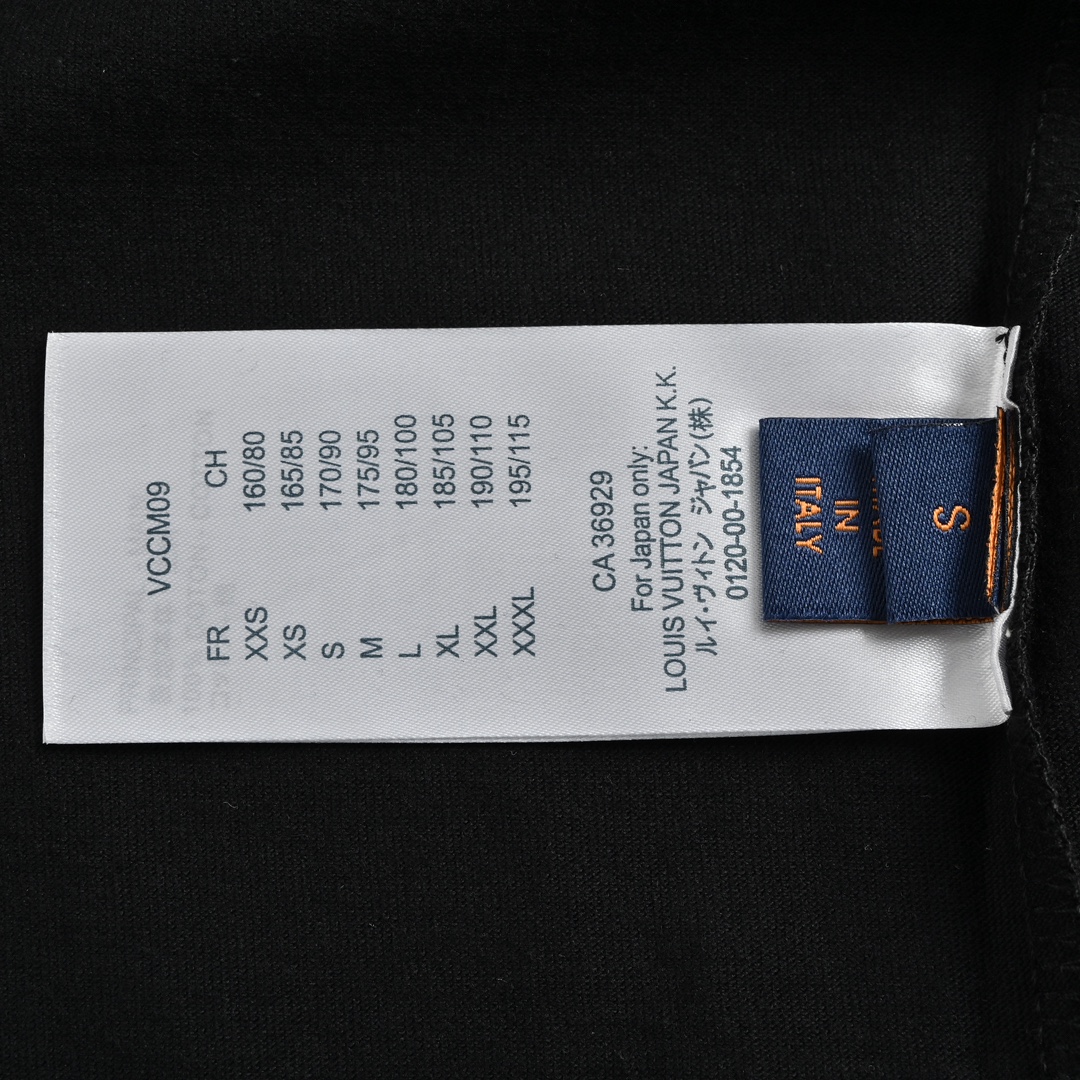 VCCM09
FR CH
XXS 160/80
XS 165/85
S 170/90
M 175/95
L 180/100
XL 185/105
XXL 190/110
XXXL 195/115
CA 36929
For Japan only:
LOUIS VUITTON JAPAN K.K.
ルイ・ヴィトン ジャパン(株)
0120-00-1854
S
IN
ITALY